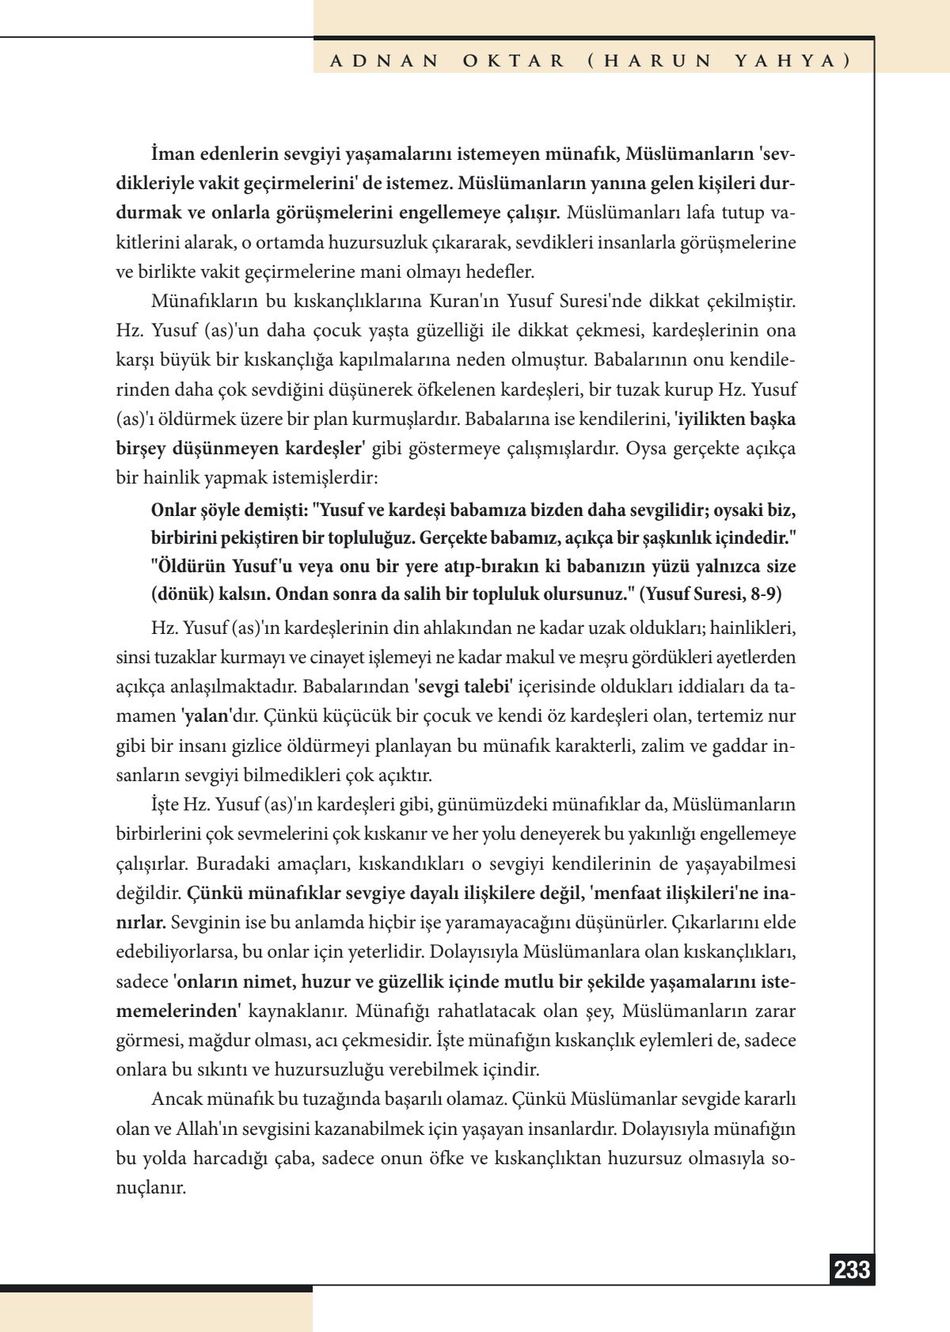 ADNAN OKTAR (HARUN YAHYA)
İman edenlerin sevgiyi yaşamalarını istemeyen münafık, Müslümanların 'sev-
dikleriyle vakit geçirmelerini' de istemez. Müslümanların yanına gelen kişileri dur-
durmak ve onlarla görüşmelerini engellemeye çalışır. Müslümanları lafa tutup va-
kitlerini alarak, o ortamda huzursuzluk çıkararak, sevdikleri insanlarla görüşmelerine
ve birlikte vakit geçirmelerine mani olmayı hedefler.
Münafıkların bu kıskançlıklarına Kuran'ın Yusuf Suresi'nde dikkat çekilmiştir.
Hz. Yusuf (as)'un daha çocuk yaşta güzelliği ile dikkat çekmesi, kardeşlerinin ona
karşı büyük bir kıskançlığa kapılmalarına neden olmuştur. Babalarının onu kendile-
rinden daha çok sevdiğini düşünerek öfkelenen kardeşleri, bir tuzak kurup Hz. Yusuf
(as)'ı öldürmek üzere bir plan kurmuşlardır. Babalarına ise kendilerini, 'iyilikten başka
birşey düşünmeyen kardeşler' gibi göstermeye çalışmışlardır. Oysa gerçekte açıkça
bir hainlik yapmak istemişlerdir:
Onlar şöyle demişti: "Yusuf ve kardeşi babamıza bizden daha sevgilidir; oysaki biz,
birbirini pekiştiren bir topluluğuz. Gerçekte babamız, açıkça bir şaşkınlık içindedir."
"Öldürün Yusuf'u veya onu bir yere atıp-bırakın ki babanızın yüzü yalnızca size
(dönük) kalsın. Ondan sonra da salih bir topluluk olursunuz." (Yusuf Suresi, 8-9)
Hz. Yusuf (as)'ın kardeşlerinin din ahlakından ne kadar uzak oldukları; hainlikleri,
sinsi tuzaklar kurmayı ve cinayet işlemeyi ne kadar makul ve meşru gördükleri ayetlerden
açıkça anlaşılmaktadır. Babalarından 'sevgi talebi' içerisinde oldukları iddiaları da ta-
mamen 'yalan'dır. Çünkü küçücük bir çocuk ve kendi öz kardeşleri olan, tertemiz nur
gibi bir insanı gizlice öldürmeyi planlayan bu münafık karakterli, zalim ve gaddar in-
sanların sevgiyi bilmedikleri çok açıktır.
İşte Hz. Yusuf (as)'ın kardeşleri gibi, günümüzdeki münafıklar da, Müslümanların
birbirlerini çok sevmelerini çok kıskanır ve her yolu deneyerek bu yakınlığı engellemeye
çalışırlar. Buradaki amaçları, kıskandıkları o sevgiyi kendilerinin de yaşayabilmesi
değildir. Çünkü münafıklar sevgiye dayalı ilişkilere değil, 'menfaat ilişkileri'ne ina-
nırlar. Sevginin ise bu anlamda hiçbir işe yaramayacağını düşünürler. Çıkarlarını elde
edebiliyorlarsa, bu onlar için yeterlidir. Dolayısıyla Müslümanlara olan kıskançlıkları,
sadece 'onların nimet, huzur ve güzellik içinde mutlu bir şekilde yaşamalarını iste-
memelerinden' kaynaklanır. Münafığı rahatlatacak olan şey, Müslümanların zarar
görmesi, mağdur olması, acı çekmesidir. İşte münafığın kıskançlık eylemleri de, sadece
onlara bu sıkıntı ve huzursuzluğu verebilmek içindir.
Ancak münafık bu tuzağında başarılı olamaz. Çünkü Müslümanlar sevgide kararlı
olan ve Allah'ın sevgisini kazanabilmek için yaşayan insanlardır. Dolayısıyla münafığın
bu yolda harcadığı çaba, sadece onun öfke ve kıskançlıktan huzursuz olmasıyla so-
nuçlanır.
233